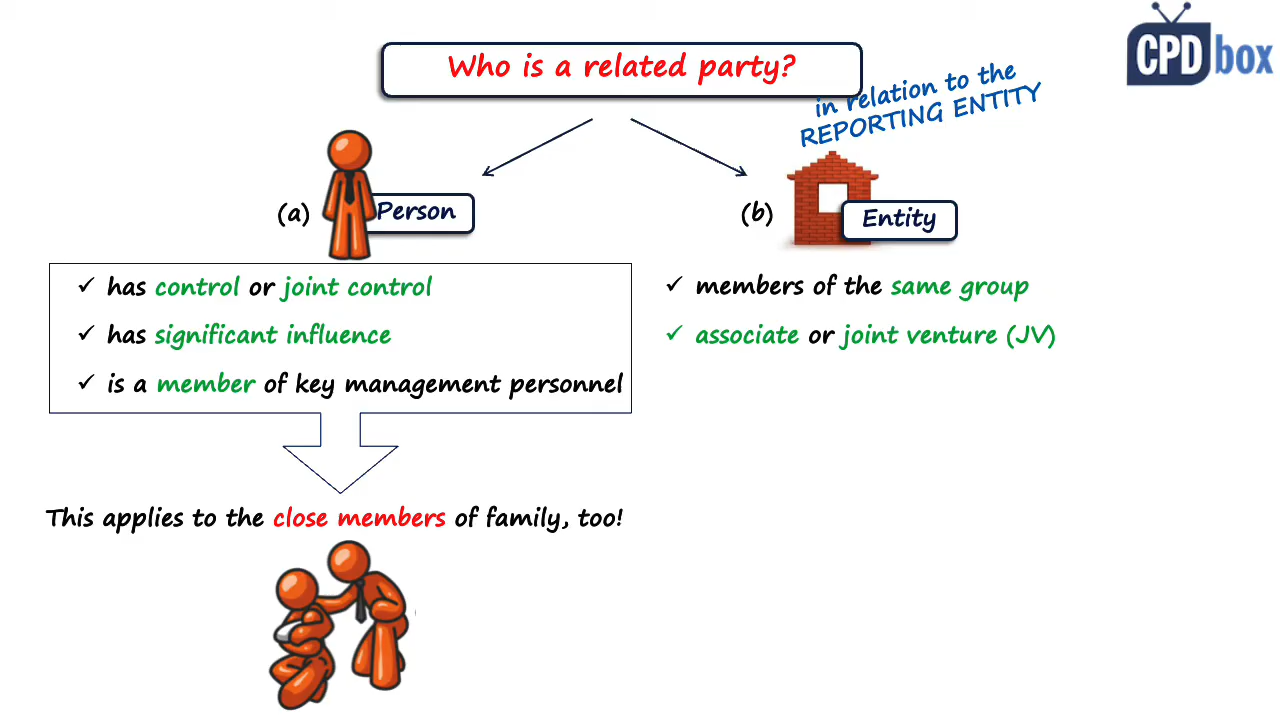 CPD box
Who is a related party?
in relation to the
REPORTING ENTITY
(a) Person
(b) Entity
✓ has control or joint control
✓ has significant influence
✓ is a member of key management personnel
This applies to the close members of family, too!
✓ members of the same group
✓ associate or joint venture (JV)